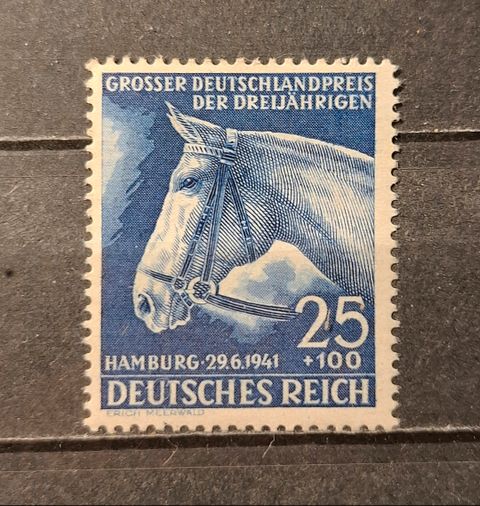 GROSSER DEUTSCHLANDPREIS
DER DREIJÄHRIGEN
25
+100
HAMBURG·29.6.1941
DEUTSCHES REICH
ERICH MEERWALD